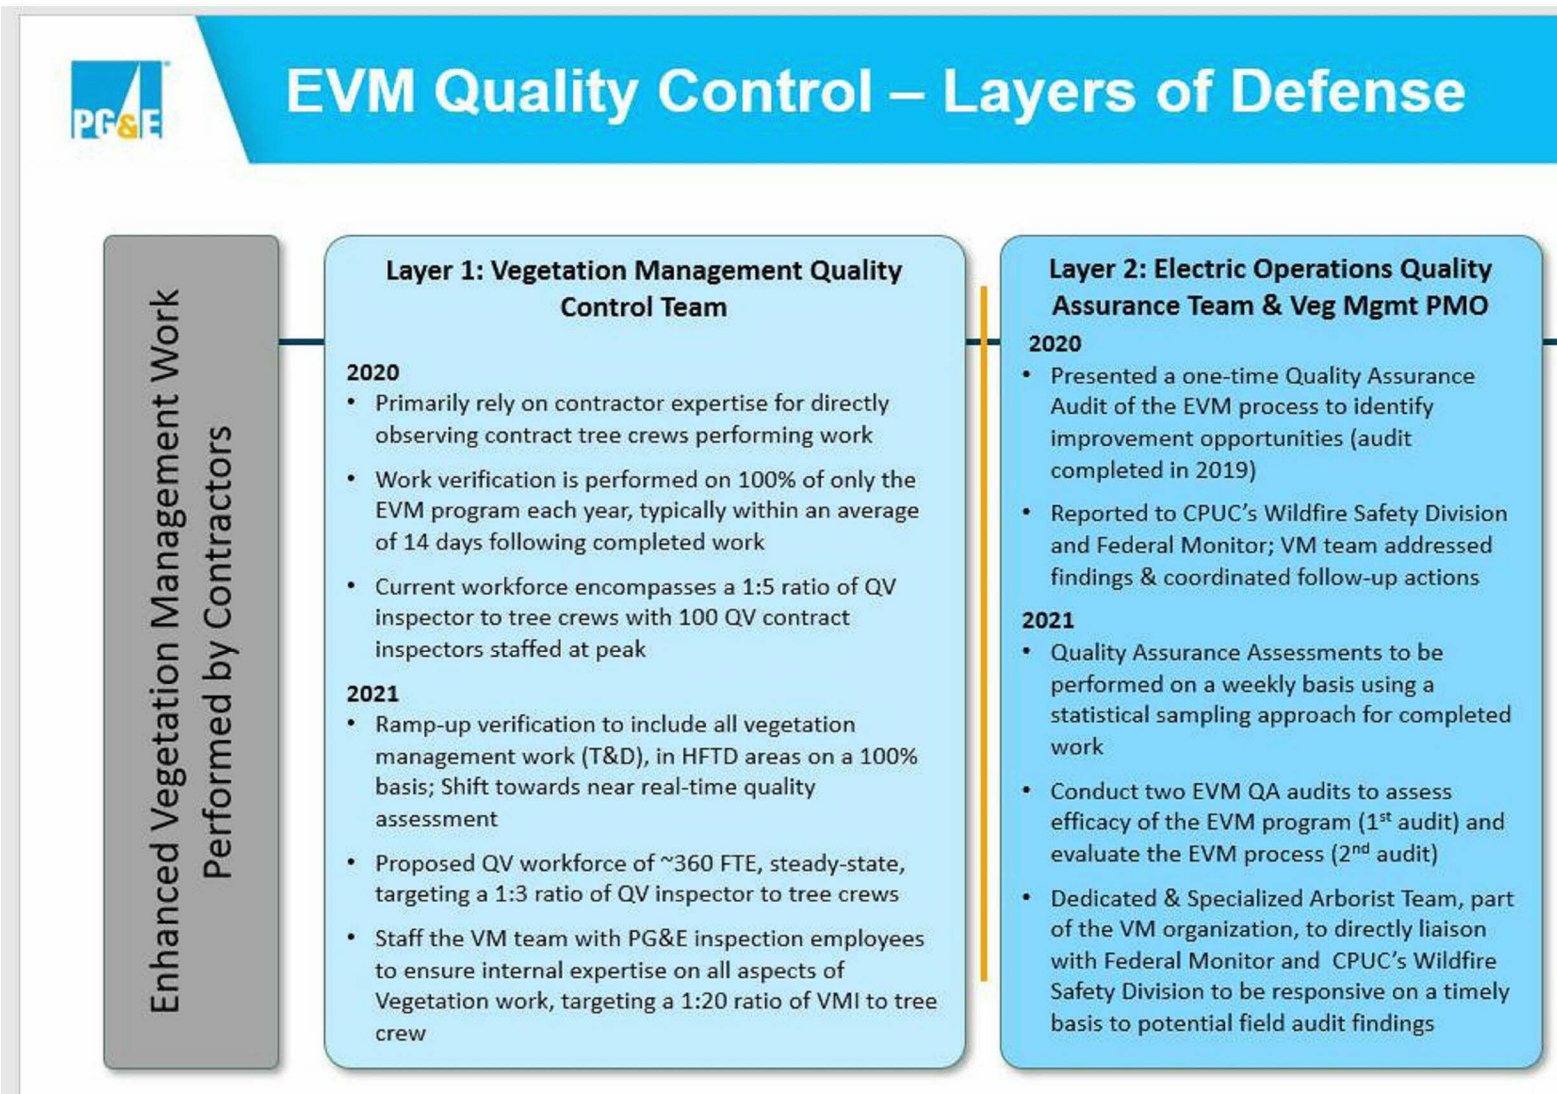 PG&E
EVM Quality Control – Layers of Defense
Enhanced Vegetation Management Work
Performed by Contractors
Layer 1: Vegetation Management Quality
Control Team
2020
• Primarily rely on contractor expertise for directly
observing contract tree crews performing work
• Work verification is performed on 100% of only the
EVM program each year, typically within an average
of 14 days following completed work
• Current workforce encompasses a 1:5 ratio of QV
inspector to tree crews with 100 QV contract
inspectors staffed at peak
2021
• Ramp-up verification to include all vegetation
management work (T&D), in HFTD areas on a 100%
basis; Shift towards near real-time quality
assessment
• Proposed QV workforce of ~360 FTE, steady-state,
targeting a 1:3 ratio of QV inspector to tree crews
• Staff the VM team with PG&E inspection employees
to ensure internal expertise on all aspects of
Vegetation work, targeting a 1:20 ratio of VMI to tree
crew
Layer 2: Electric Operations Quality
Assurance Team & Veg Mgmt PMO
2020
• Presented a one-time Quality Assurance
Audit of the EVM process to identify
improvement opportunities (audit
completed in 2019)
• Reported to CPUC's Wildfire Safety Division
and Federal Monitor; VM team addressed
findings & coordinated follow-up actions
2021
• Quality Assurance Assessments to be
performed on a weekly basis using a
statistical sampling approach for completed
work
• Conduct two EVM QA audits to assess
efficacy of the EVM program (1st audit) and
evaluate the EVM process (2nd audit)
• Dedicated & Specialized Arborist Team, part
of the VM organization, to directly liaison
with Federal Monitor and CPUC's Wildfire
Safety Division to be responsive on a timely
basis to potential field audit findings